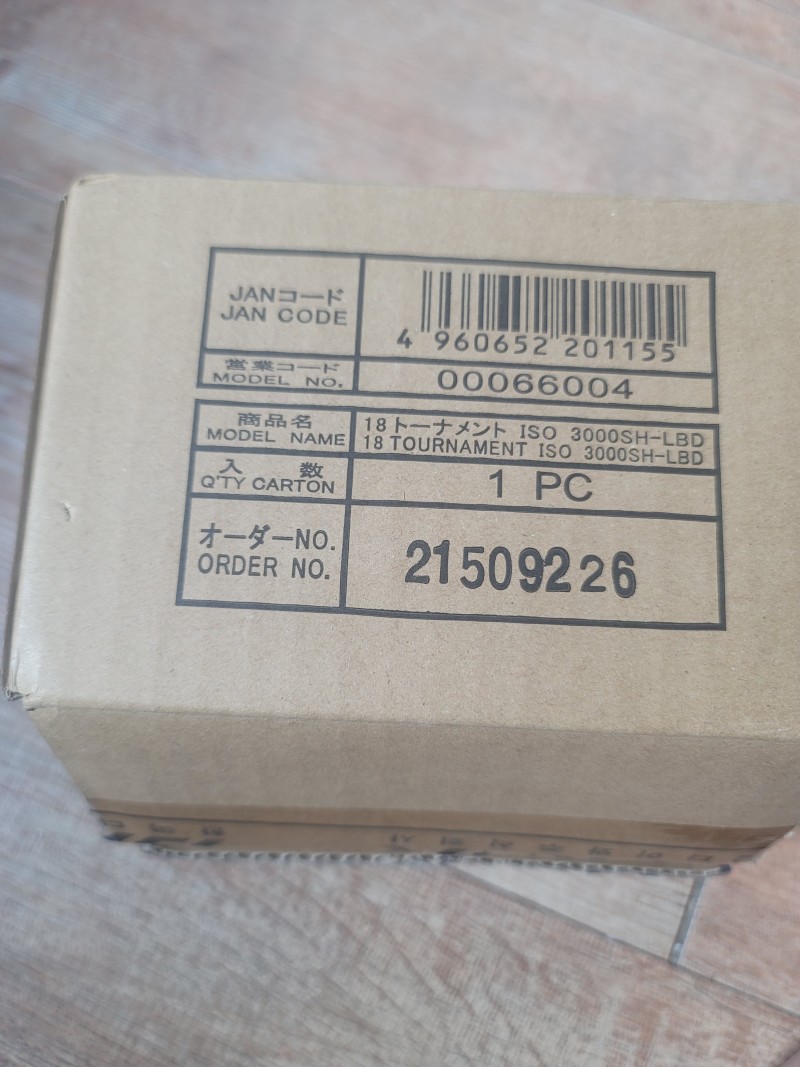 JANコード
JAN CODE
4 960652 201155
営業コード
MODEL NO.
00066004
商品名
MODEL NAME
18トーナメント ISO 3000SH-LBD
18 TOURNAMENT ISO 3000SH-LBD
入 数
Q'TY CARTON
1 PC
オーダーNO.
ORDER NO.
21509226